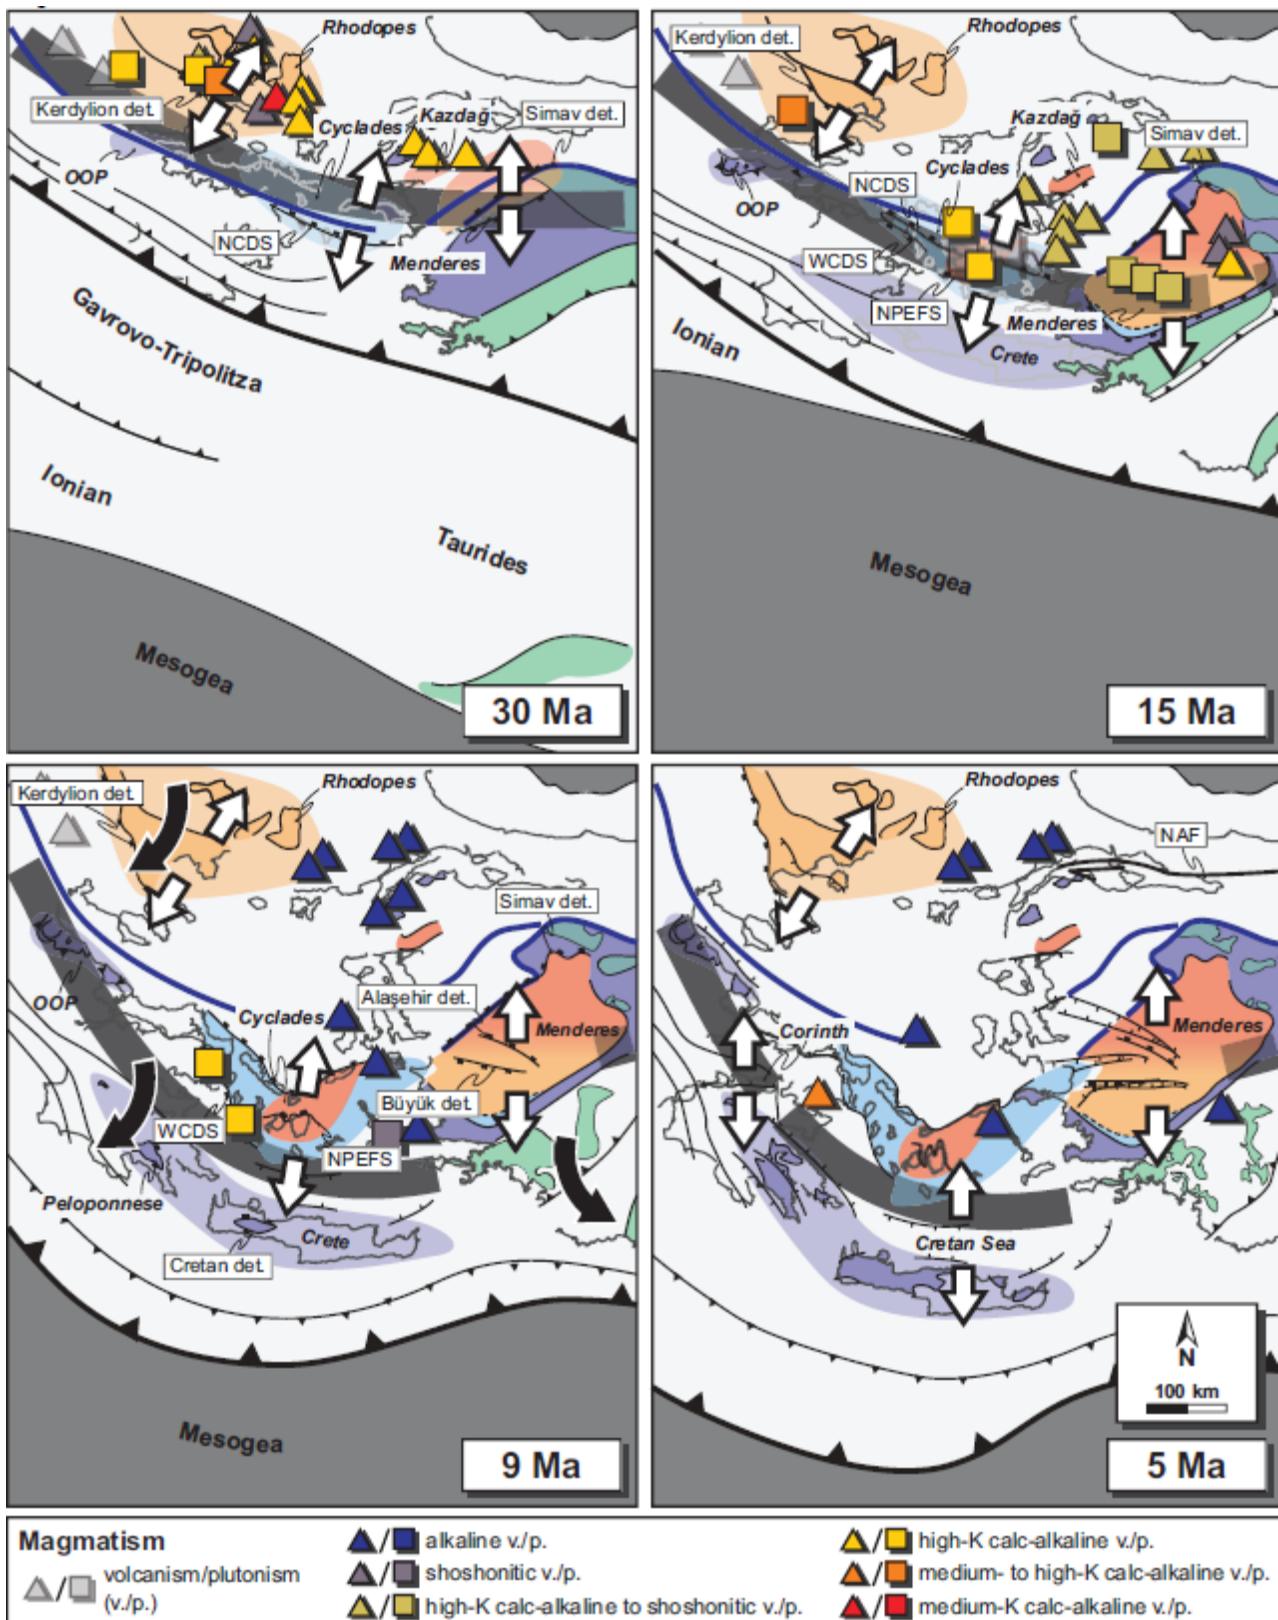 Rhodopes
Kerdylion det.
Cyclades
Kazdağ
Simav det.
OOP
NCDS
Menderes
Gavrovo-Tripolitza
Ionian
Taurides
Mesogea
30 Ma
Kerdylion det.
Rhodopes
Kazdağ
Simav det.
Cyclades
NCDS
OOP
WCDS
NPEFS
Menderes
Ionian
Crete
Mesogea
15 Ma
Kerdylion det.
Rhodopes
Simav det.
OOP
Cyclades
Alaşehir det.
Menderes
Büyük det.
WCDS
NPEFS
Peloponnese
Crete
Cretan det.
Mesogea
9 Ma
Rhodopes
NAF
Corinth
Menderes
Cretan Sea
N
100 km
5 Ma
Magmatism
volcanism/plutonism
(v./p.)
/ alkaline v./p.
/ shoshonitic v./p.
/ high-K calc-alkaline to shoshonitic v./p.
/ high-K calc-alkaline v./p.
/ medium- to high-K calc-alkaline v./p.
/ medium-K calc-alkaline v./p.